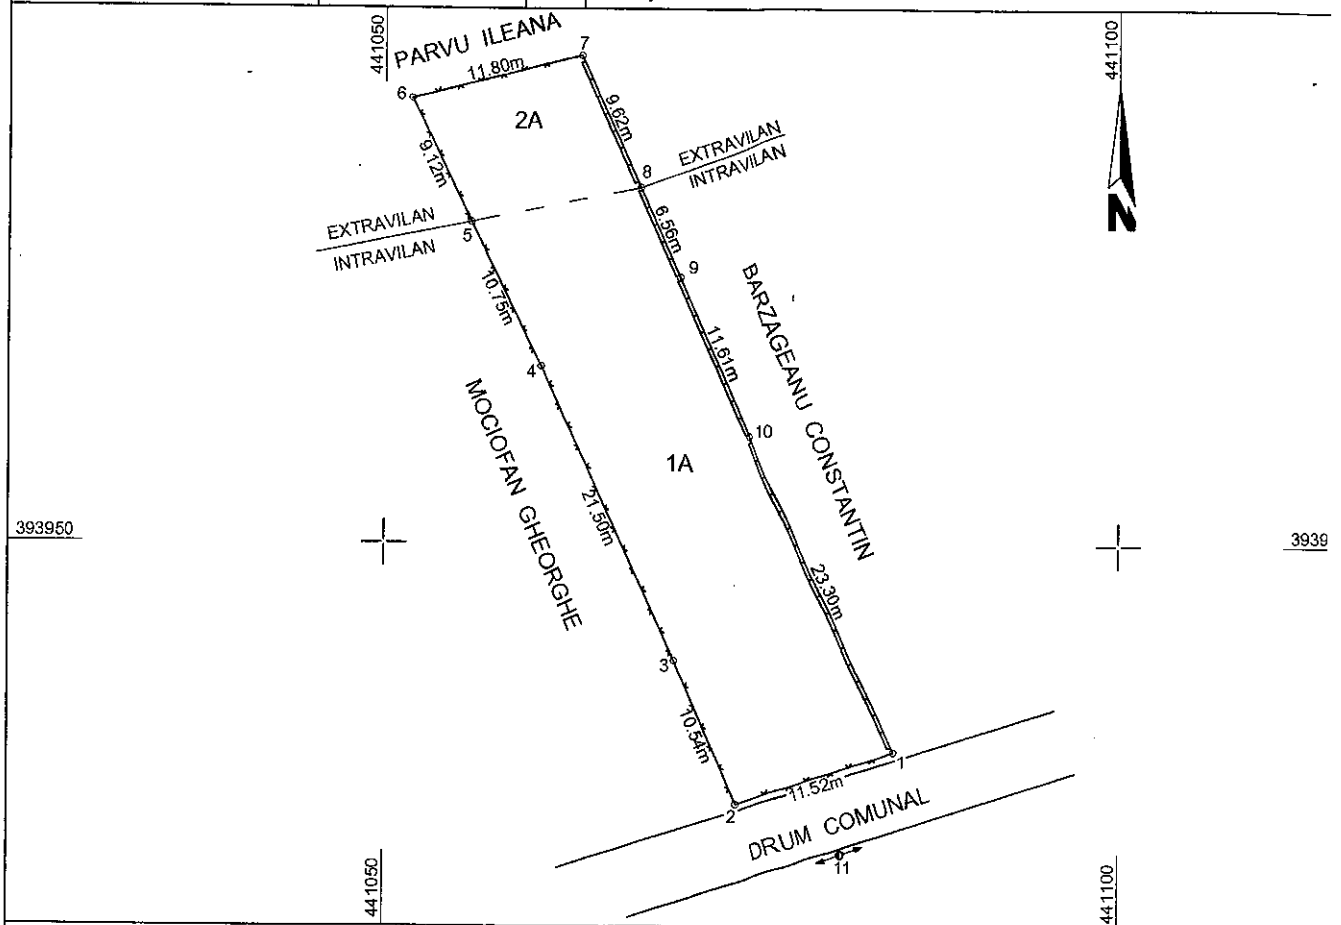 441050
441100
PARVU ILEANA
7
11.80m
6
2A
9.62m
9.12m
8
EXTRAVILAN
INTRAVILAN
EXTRAVILAN
INTRAVILAN
5
6.56m
9
N
10.75m
BARZAGEANU CONSTANTIN
11.61m
4
MOCIOFAN GHEORGHE
10
1A
21.50m
393950
3939
23.30m
3
10.54m
1
11.52m
2
DRUM COMUNAL
11
441050
441100